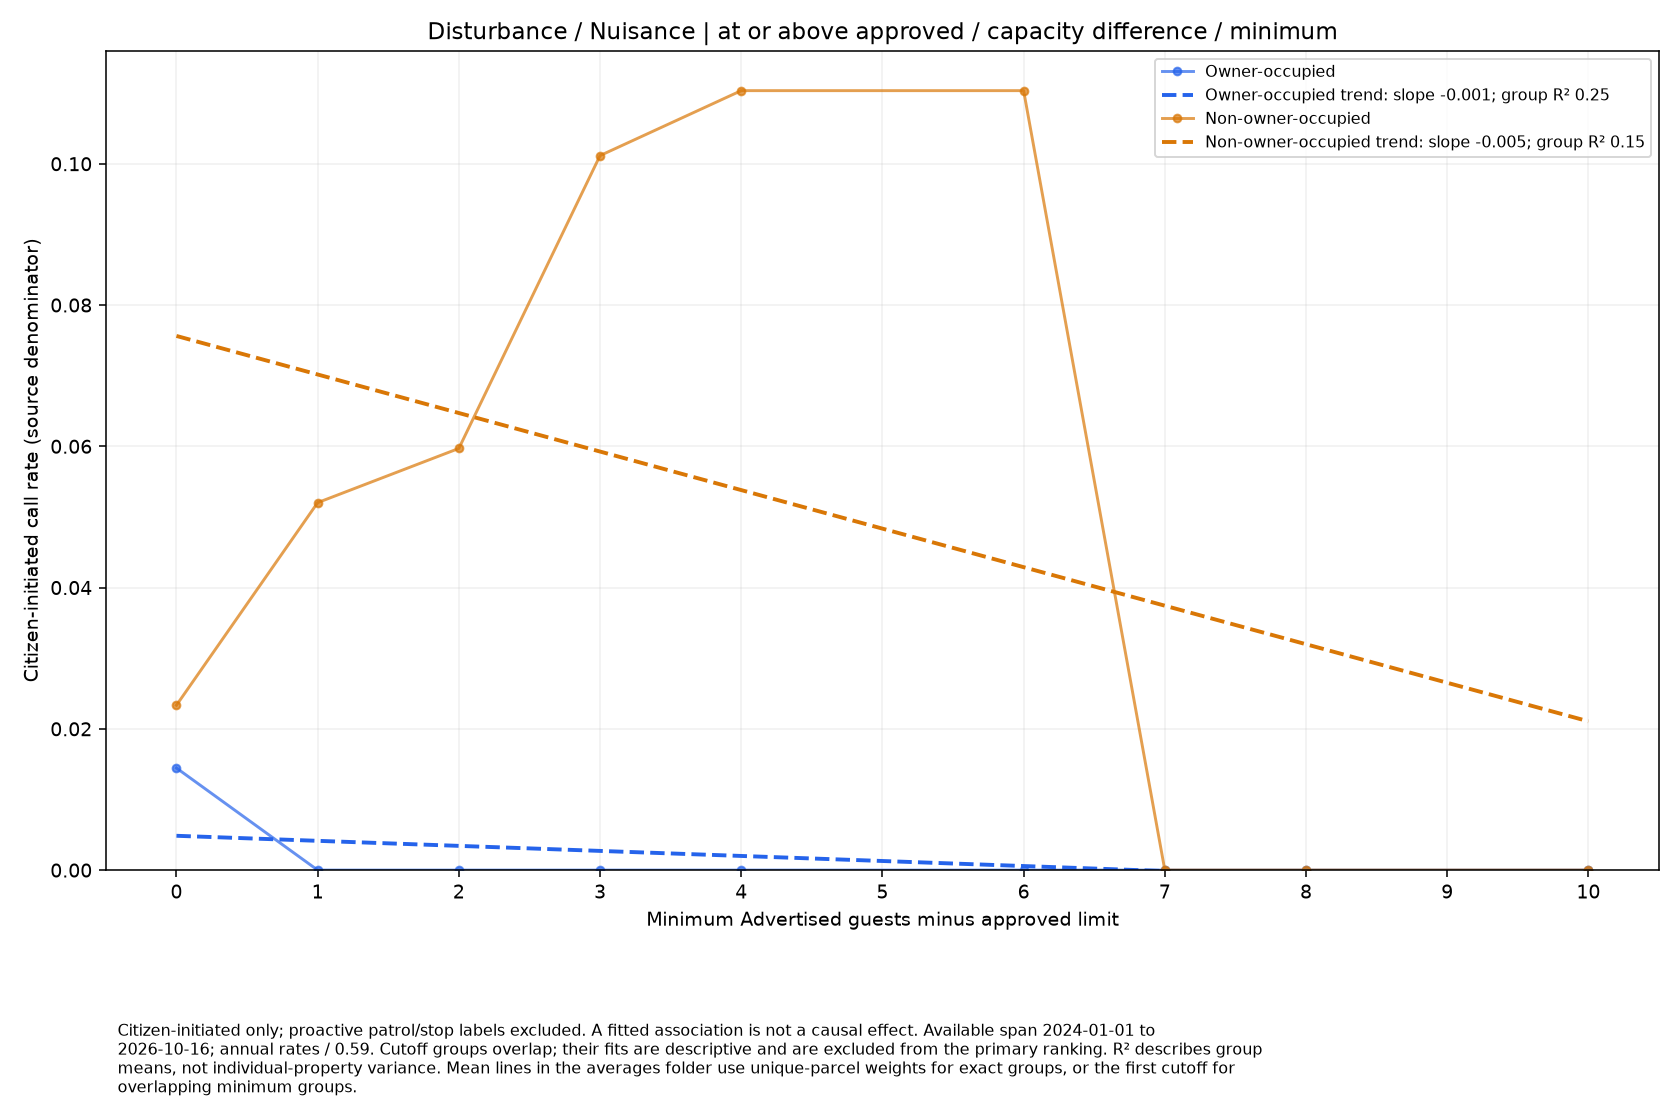 Disturbance / Nuisance | at or above approved / capacity difference / minimum
Owner-occupied
Owner-occupied trend: slope -0.001; group R² 0.25
Non-owner-occupied
Non-owner-occupied trend: slope -0.005; group R² 0.15
Citizen-initiated call rate (source denominator)
0.10
0.08
0.06
0.04
0.02
0.00
0 1 2 3 4 5 6 7 8 9 10
Minimum Advertised guests minus approved limit
Citizen-initiated only; proactive patrol/stop labels excluded. A fitted association is not a causal effect. Available span 2024-01-01 to
2026-10-16; annual rates / 0.59. Cutoff groups overlap; their fits are descriptive and are excluded from the primary ranking. R² describes group
means, not individual-property variance. Mean lines in the averages folder use unique-parcel weights for exact groups, or the first cutoff for
overlapping minimum groups.